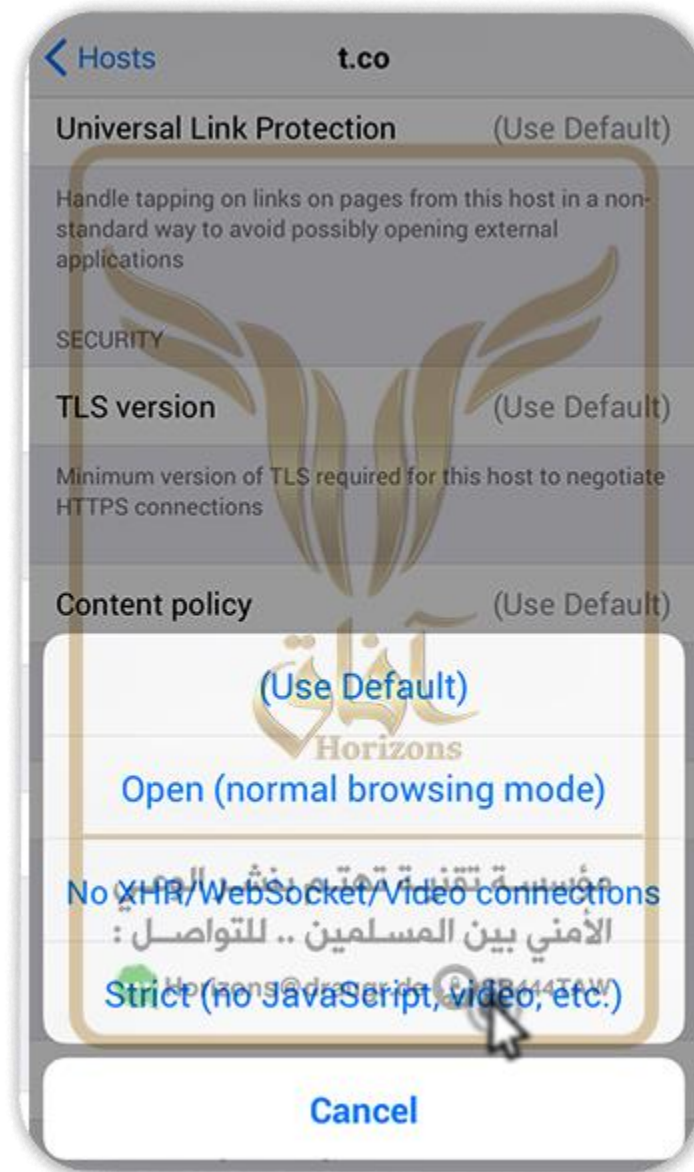 Hosts
t.co
Universal Link Protection (Use Default)
Handle tapping on links on pages from this host in a non-
standard way to avoid possibly opening external
applications
SECURITY
TLS version (Use Default)
Minimum version of TLS required for this host to negotiate
HTTPS connections
Content policy (Use Default)
(Use Default)
آفاق
Horizons
Open (normal browsing mode)
مؤسسة تقنية تهتم بنشر الوعي
No XHR/WebSocket/Video connections
الأمني بين المسلمين .. للتواصل :
Strict (no JavaScript, video, etc.)
Cancel